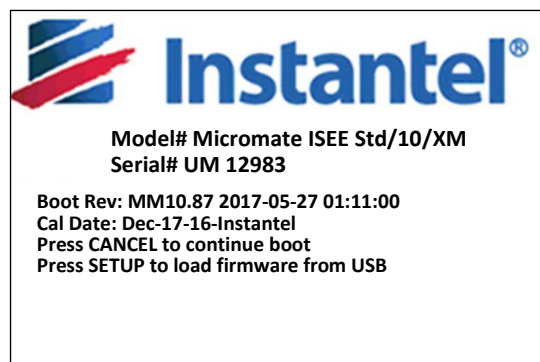 Instantel®
Model# Micromate ISEE Std/10/XM
Serial# UM 12983
Boot Rev: MM10.87 2017-05-27 01:11:00
Cal Date: Dec-17-16-Instantel
Press CANCEL to continue boot
Press SETUP to load firmware from USB